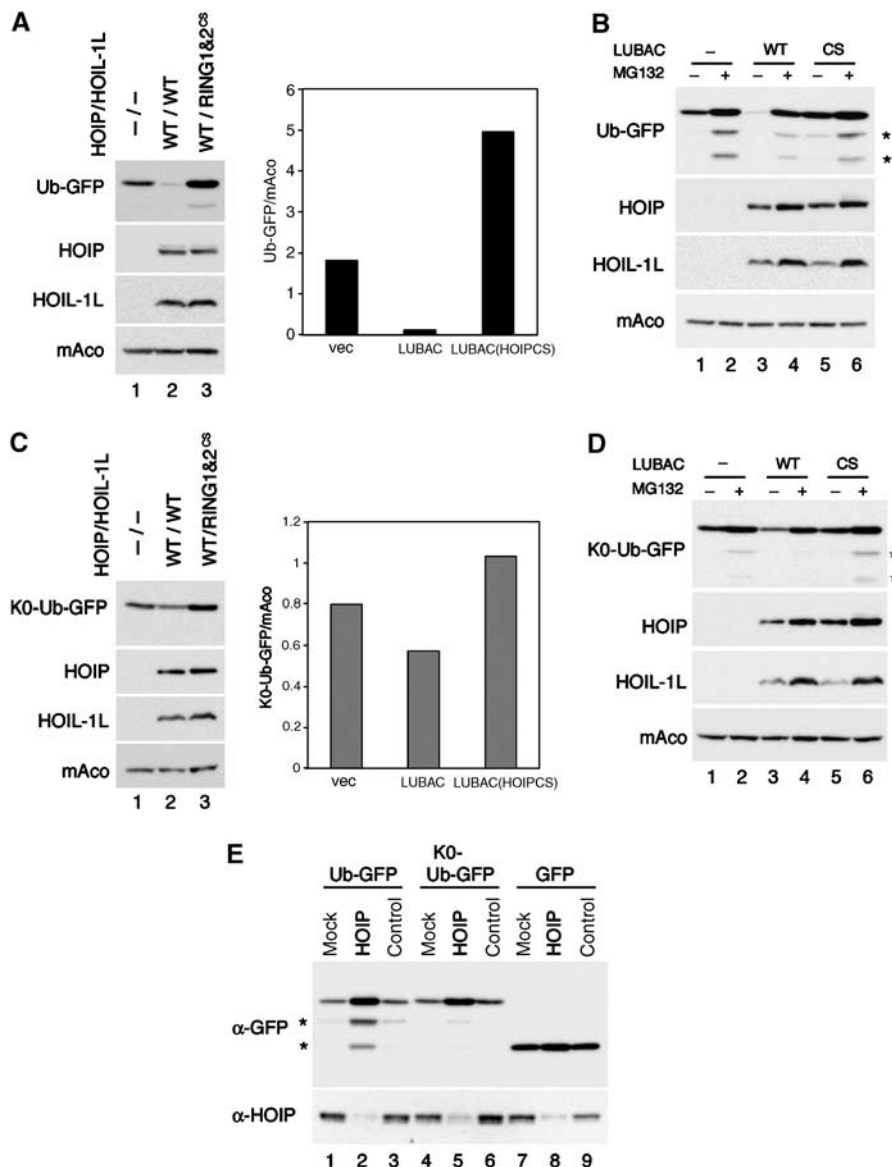 A
HOIP/HOIL-1L
– / –
WT / WT
WT / RING1&2CS
Ub-GFP
HOIP
HOIL-1L
mAco
1 2 3
Ub-GFP/mAco
6
5
4
3
2
1
0
vec LUBAC LUBAC(HOIPCS)
B
LUBAC – WT CS
MG132 – + – + – +
Ub-GFP
*
*
HOIP
HOIL-1L
mAco
1 2 3 4 5 6
C
HOIP/HOIL-1L
– / –
WT / WT
WT/RING1&2CS
K0-Ub-GFP
HOIP
HOIL-1L
mAco
1 2 3
K0-Ub-GFP/mAco
1.2
1
0.8
0.6
0.4
0.2
0
vec LUBAC LUBAC(HOIPCS)
D
LUBAC – WT CS
MG132 – + – + – +
K0-Ub-GFP
*
*
HOIP
HOIL-1L
mAco
1 2 3 4 5 6
E
Ub-GFP K0-Ub-GFP GFP
Mock HOIP Control Mock HOIP Control Mock HOIP Control
α-GFP
*
*
α-HOIP
1 2 3 4 5 6 7 8 9